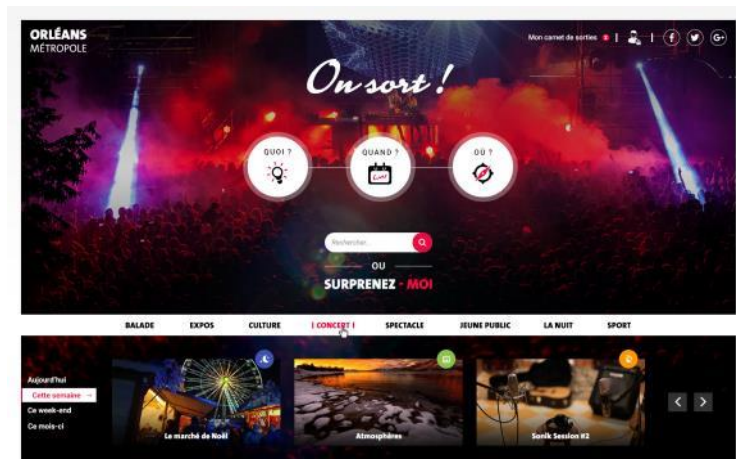 ORLÉANS
MÉTROPOLE
Mon carnet de sorties
On sort !
QUOI ?
QUAND ?
OÙ ?
Rechercher...
OU
SURPRENEZ - MOI
BALADE EXPOS CULTURE | CONCERT | SPECTACLE JEUNE PUBLIC LA NUIT SPORT
Aujourd'hui
Cette semaine →
Ce week-end
Ce mois-ci
Le marché de Noël
Atmosphères
Sonik Session #2